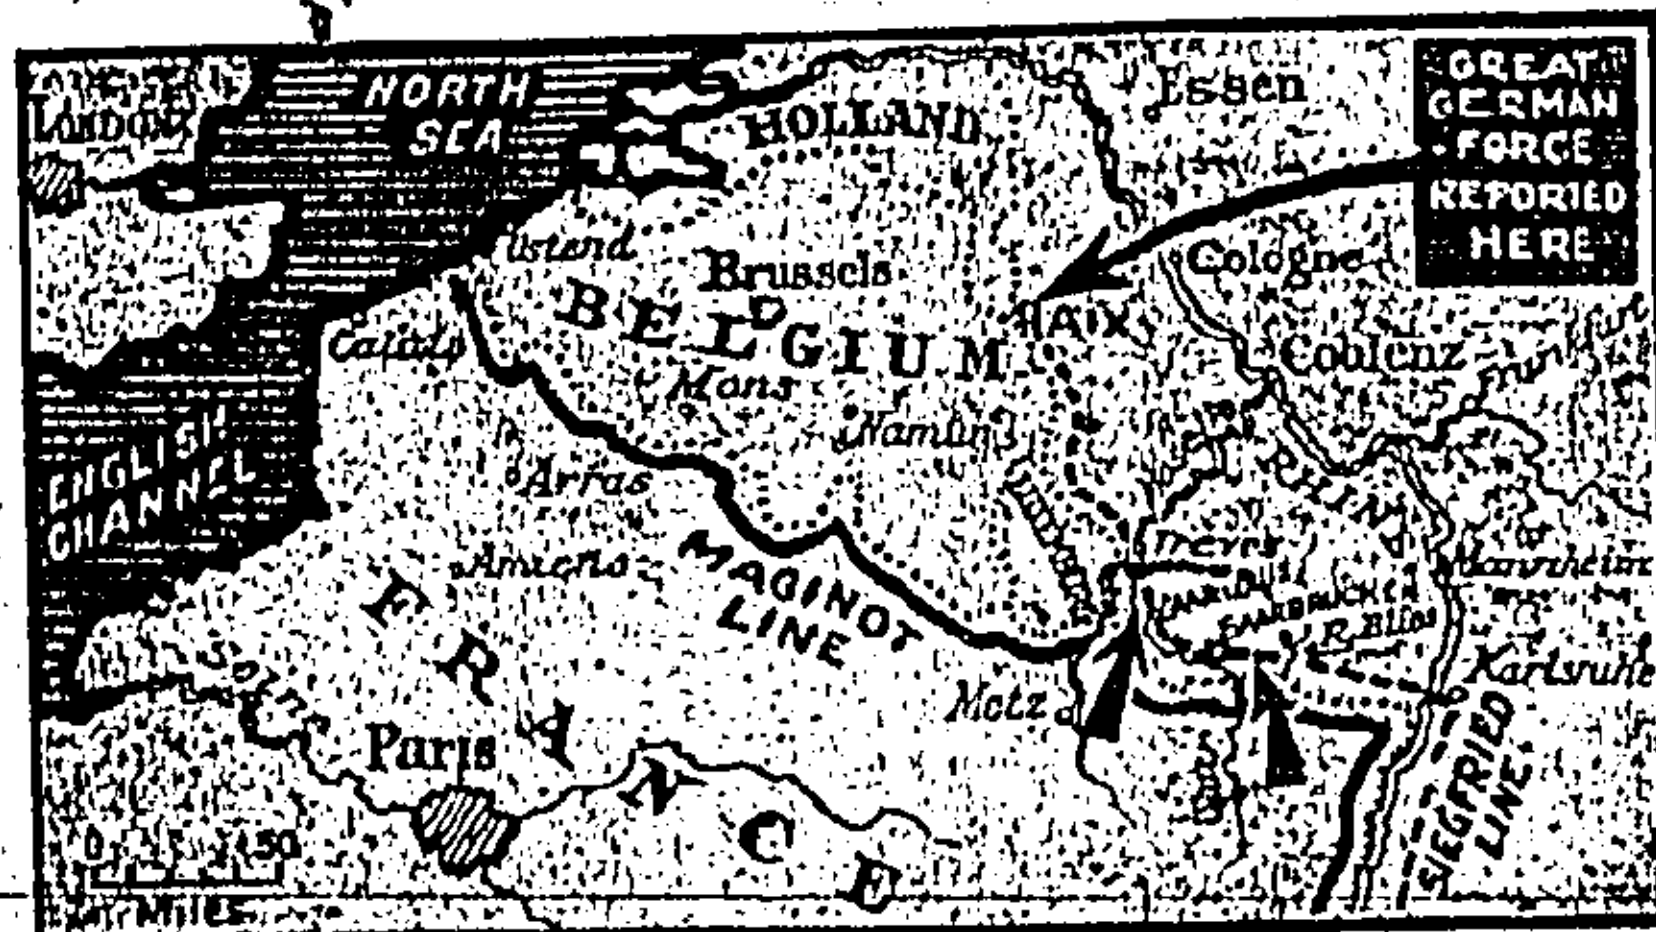 NORTH
SEA
LONDON
HOLLAND
Essen
GREAT
GERMAN
FORCE
REPORTED
HERE
Ostend
Brussels
Cologne
BELGIUM
AIX
Calais
Coblenz
Mons
Namur
ENGLISH
CHANNEL
Arras
RHINE
Amiens
Treves
Mannheim
MAGINOT
LINE
SAARBRUCKEN
R. Blies
Karlsruhe
FRANCE
Metz
Paris
SIEGFRIED
LINE
0 50
Miles